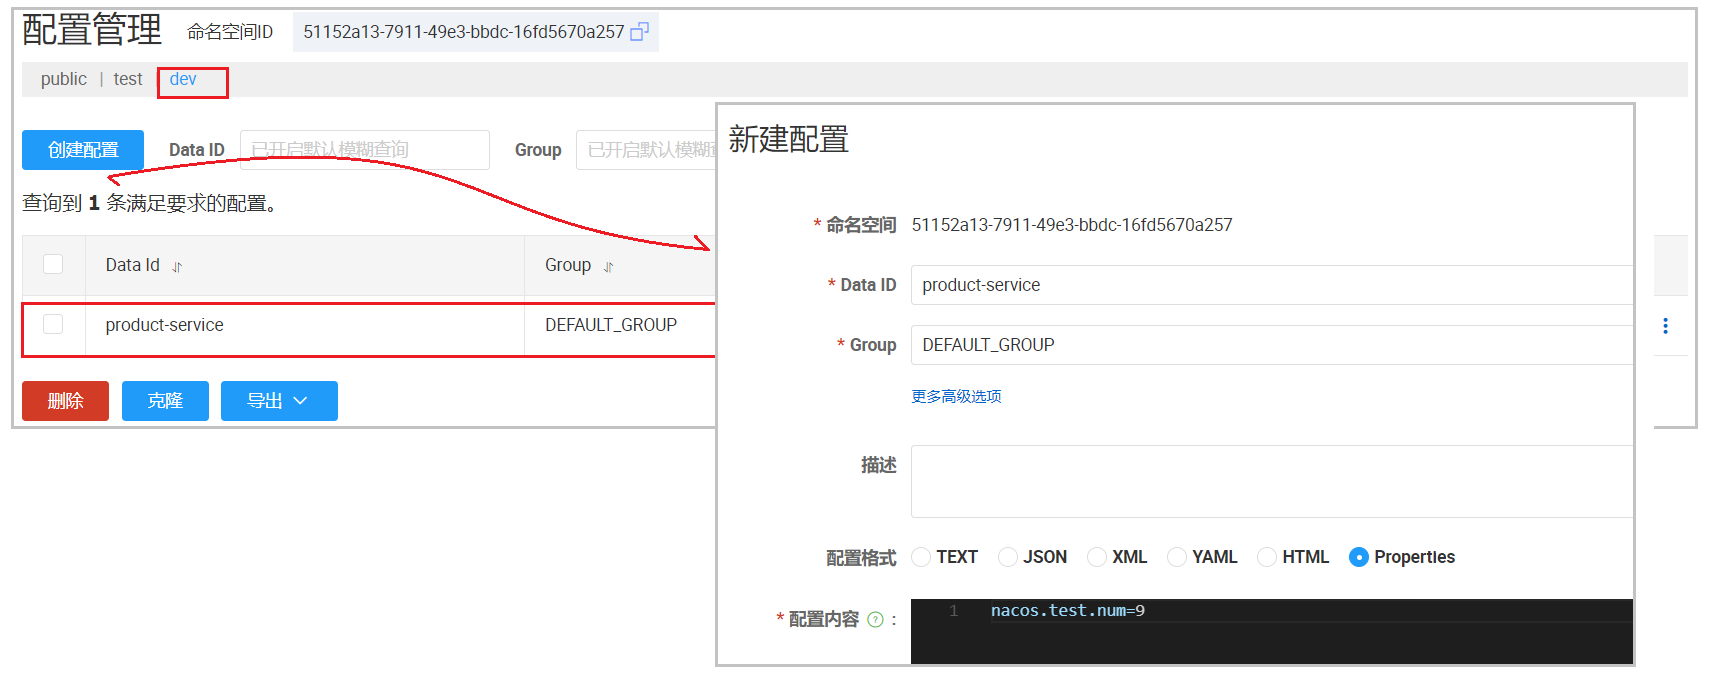 配置管理 命名空间ID 51152a13-7911-49e3-bbdc-16fd5670a257
public | test | dev
创建配置 Data ID 已开启默认模糊查询 Group 已开启默认模糊
查询到 1 条满足要求的配置。
Data Id Group
product-service DEFAULT_GROUP
删除 克隆 导出
新建配置
* 命名空间 51152a13-7911-49e3-bbdc-16fd5670a257
* Data ID product-service
* Group DEFAULT_GROUP
更多高级选项
描述
配置格式 TEXT JSON XML YAML HTML Properties
* 配置内容 ? : 1 nacos.test.num=9